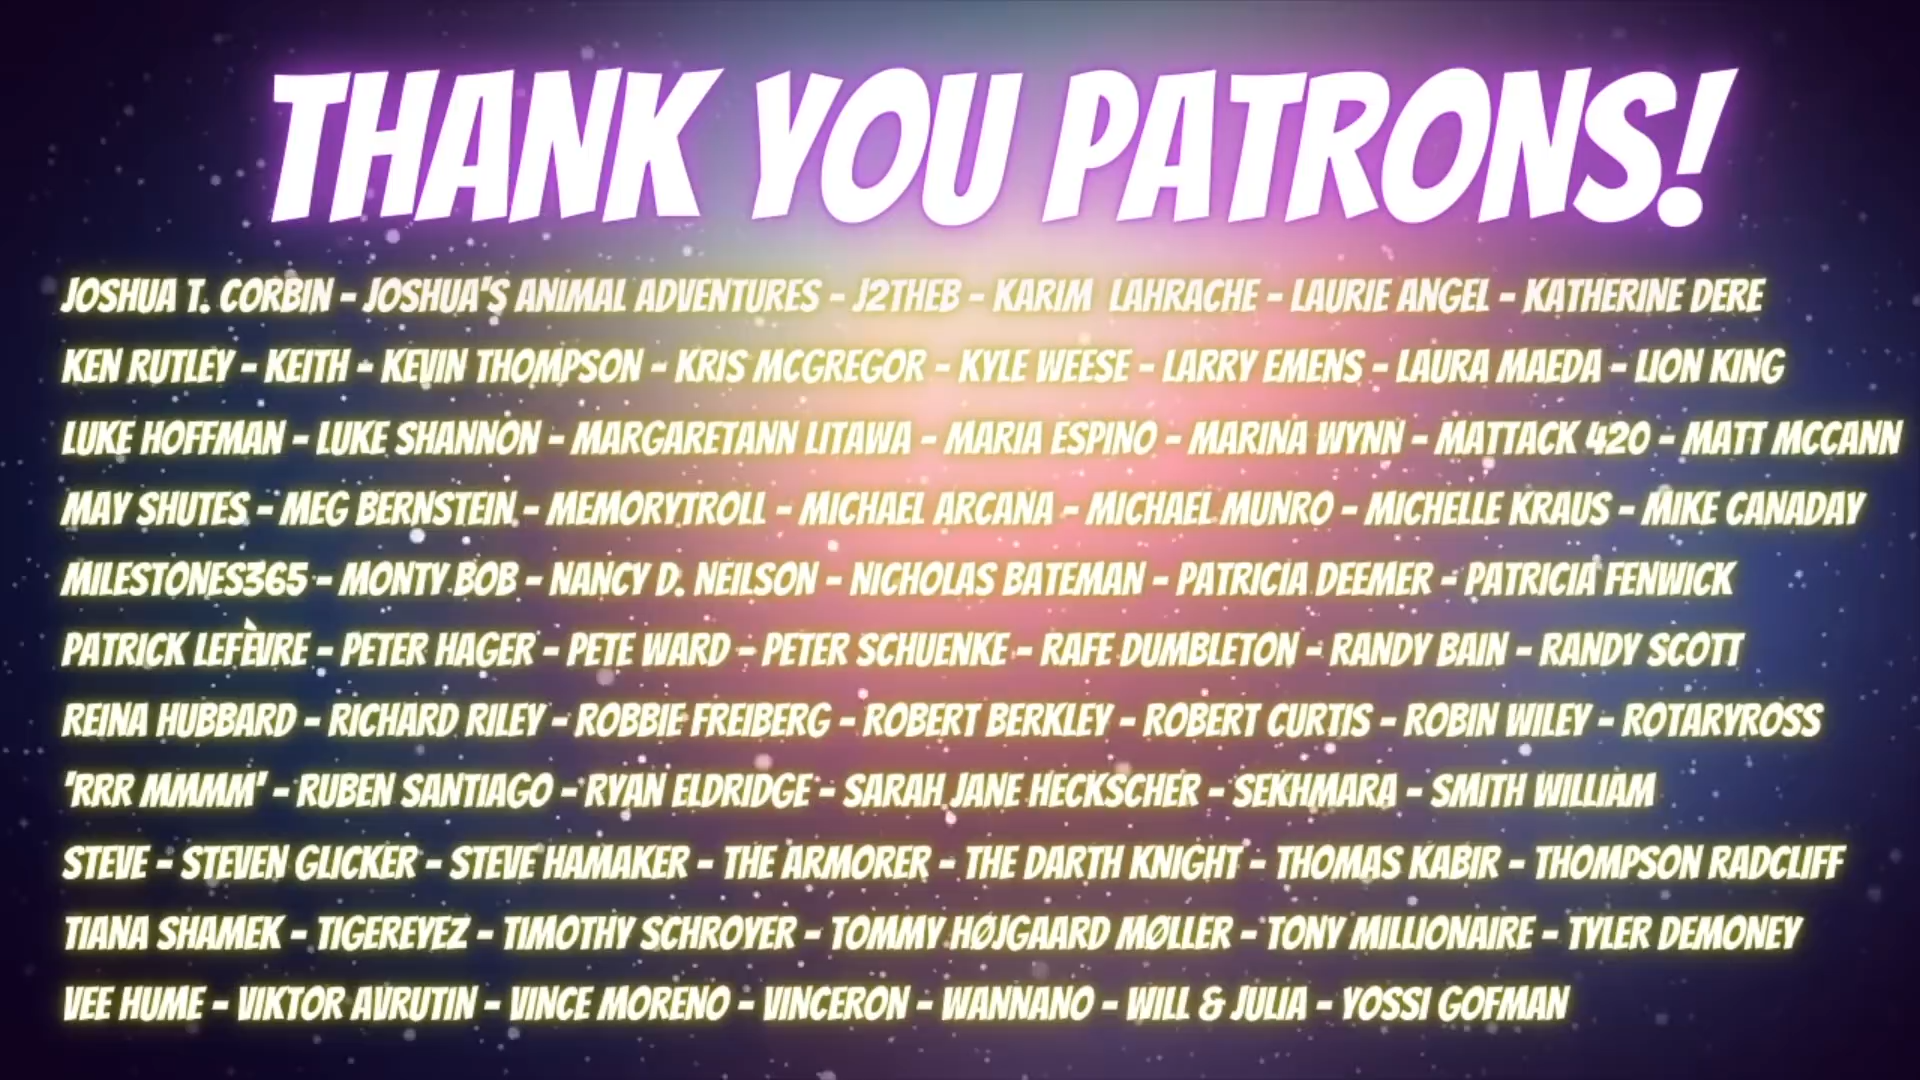 THANK YOU PATRONS!
JOSHUA T. CORBIN - JOSHUA'S ANIMAL ADVENTURES - J2THEB - KARIM LAHRACHE - LAURIE ANGEL - KATHERINE DERE
KEN RUTLEY - KEITH - KEVIN THOMPSON - KRIS MCGREGOR - KYLE WEESE - LARRY EMENS - LAURA MAEDA - LION KING
LUKE HOFFMAN - LUKE SHANNON - MARGARETANN LITAWA - MARIA ESPINO - MARINA WYNN - MATTACK 420 - MATT MCCANN
MAY SHUTES - MEG BERNSTEIN - MEMORYTROLL - MICHAEL ARCANA - MICHAEL MUNRO - MICHELLE KRAUS - MIKE CANADAY
MILESTONES365 - MONTY BOB - NANCY D. NEILSON - NICHOLAS BATEMAN - PATRICIA DEEMER - PATRICIA FENWICK
PATRICK LEFÈVRE - PETER HAGER - PETE WARD - PETER SCHUENKE - RAFE DUMBLETON - RANDY BAIN - RANDY SCOTT
REINA HUBBARD - RICHARD RILEY - ROBBIE FREIBERG - ROBERT BERKLEY - ROBERT CURTIS - ROBIN WILEY - ROTARYROSS
'RRR MMMM' - RUBEN SANTIAGO - RYAN ELDRIDGE - SARAH JANE HECKSCHER - SEKHMARA - SMITH WILLIAM
STEVE - STEVEN GLICKER - STEVE HAMAKER - THE ARMORER - THE DARTH KNIGHT - THOMAS KABIR - THOMPSON RADCLIFF
TIANA SHAMEK - TIGEREYEZ - TIMOTHY SCHROYER - TOMMY HØJGAARD MØLLER - TONY MILLIONAIRE - TYLER DEMONEY
VEE HUME - VIKTOR AVRUTIN - VINCE MORENO - VINCERON - WANNANO - WILL & JULIA - YOSSI GOFMAN